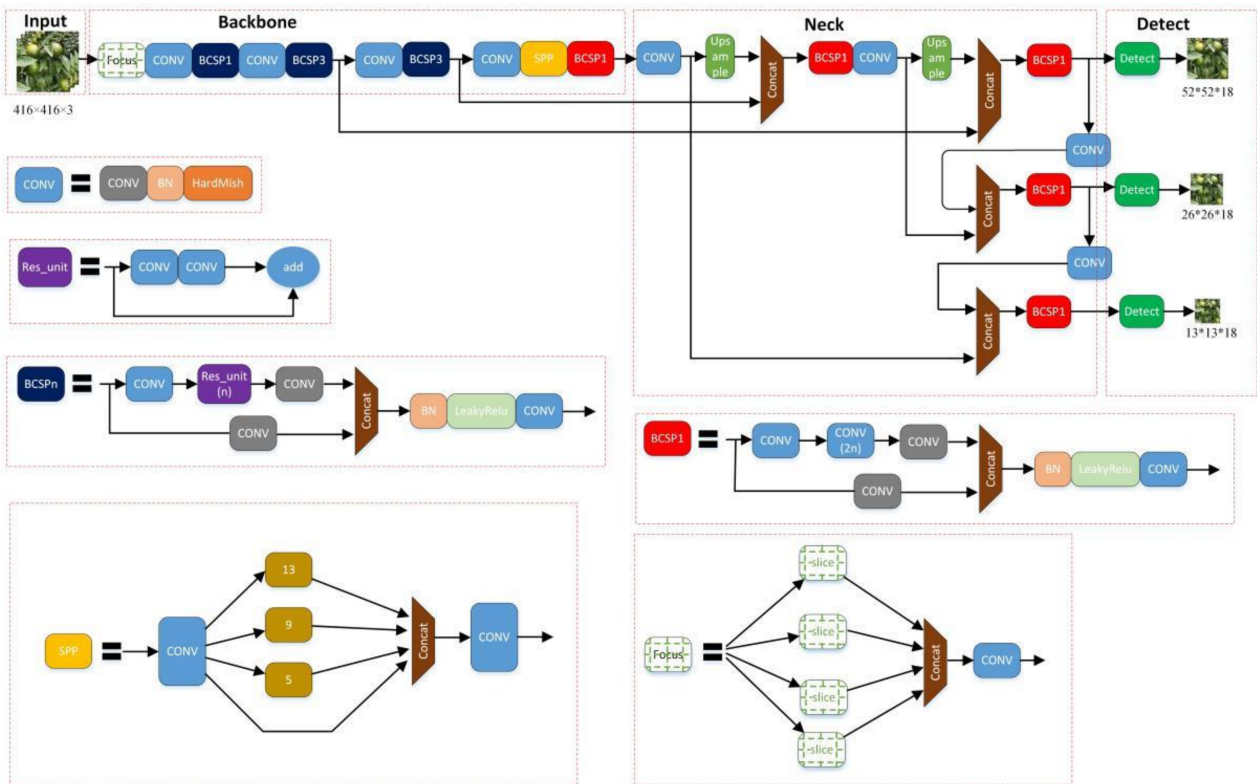 Input
Backbone
Neck
Detect
416×416×3
Focus
CONV
BCSP1
CONV
BCSP3
CONV
BCSP3
CONV
SPP
BCSP1
CONV
Ups
am
ple
Concat
BCSP1
CONV
Ups
am
ple
Concat
BCSP1
Detect
52*52*18
CONV
Concat
BCSP1
Detect
26*26*18
CONV
Concat
BCSP1
Detect
13*13*18
CONV
CONV
BN
HardMish
Res_unit
CONV
CONV
add
BCSPn
CONV
Res_unit
(n)
CONV
CONV
Concat
BN
LeakyRelu
CONV
BCSP1
CONV
CONV
(2n)
CONV
CONV
Concat
BN
LeakyRelu
CONV
SPP
CONV
13
9
5
Concat
CONV
Focus
slice
slice
slice
slice
Concat
CONV